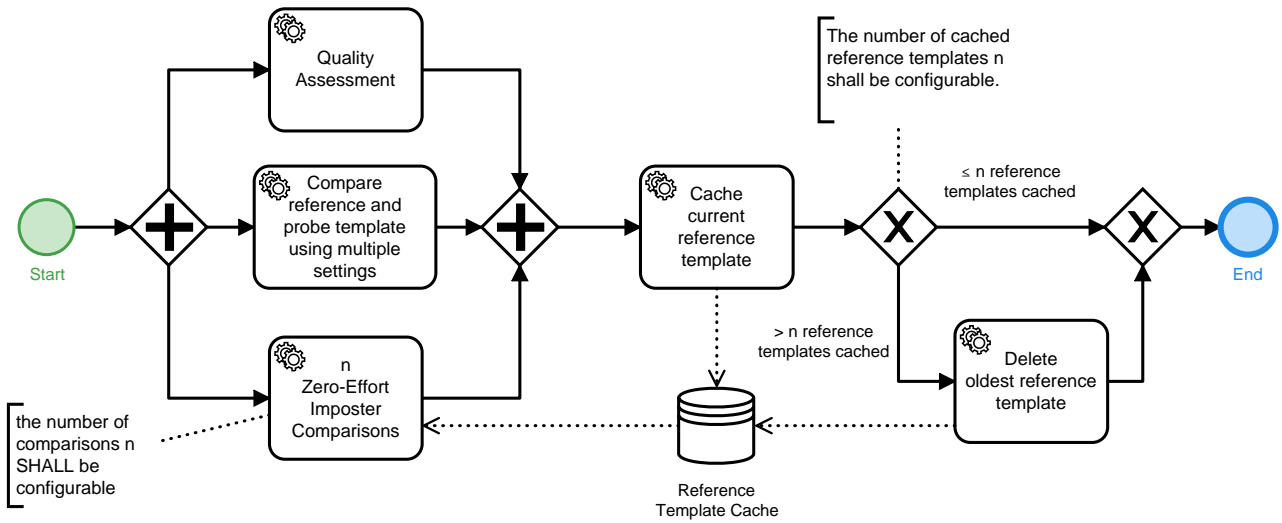 Quality
Assessment
The number of cached
reference templates n
shall be configurable.
Start
Compare
reference and
probe template
using multiple
settings
Cache
current
reference
template
X
≤ n reference
templates cached
X
End
> n reference
templates cached
n
Zero-Effort
Imposter
Comparisons
Delete
oldest reference
template
the number of
comparisons n
SHALL be
configurable
Reference
Template Cache